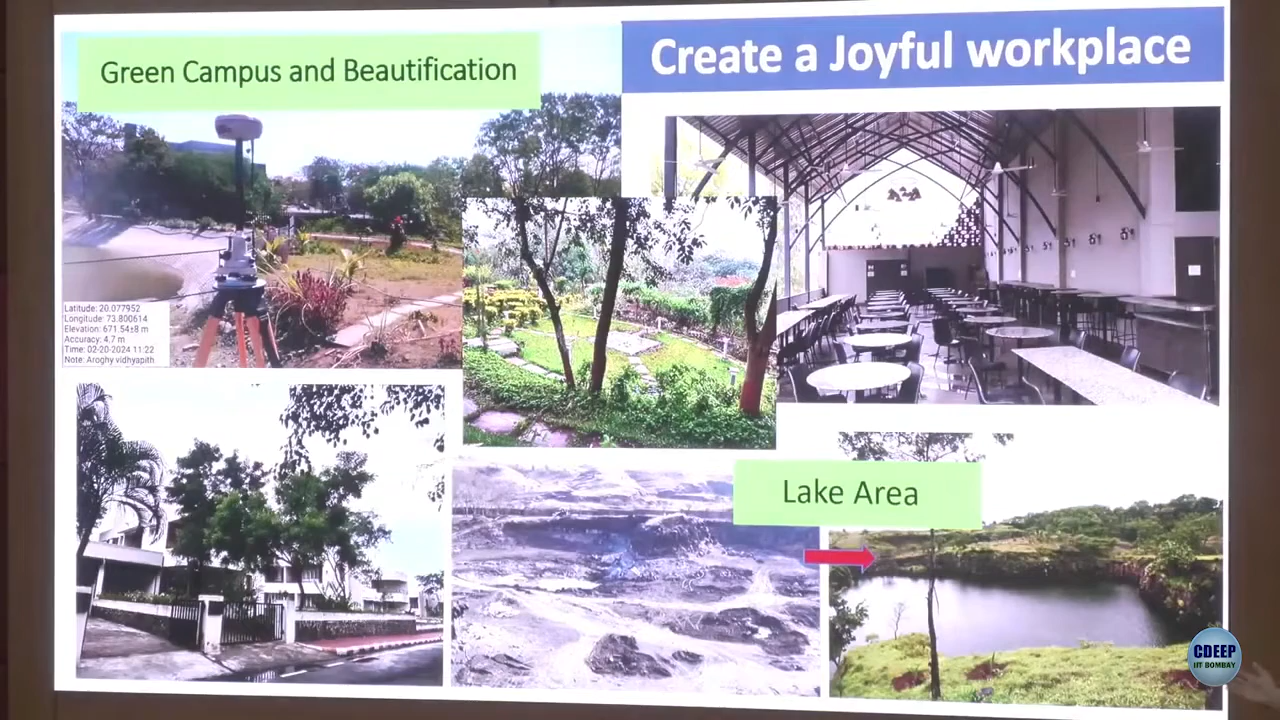 Green Campus and Beautification
Create a Joyful workplace
Latitude: 20.077952
Longitude: 73.800614
Elevation: 671.54±8 m
Accuracy: 4.7 m
Time: 02-20-2024 11:22
Note: Aroghy vidhyapith
Lake Area
CDEEP
IIT BOMBAY